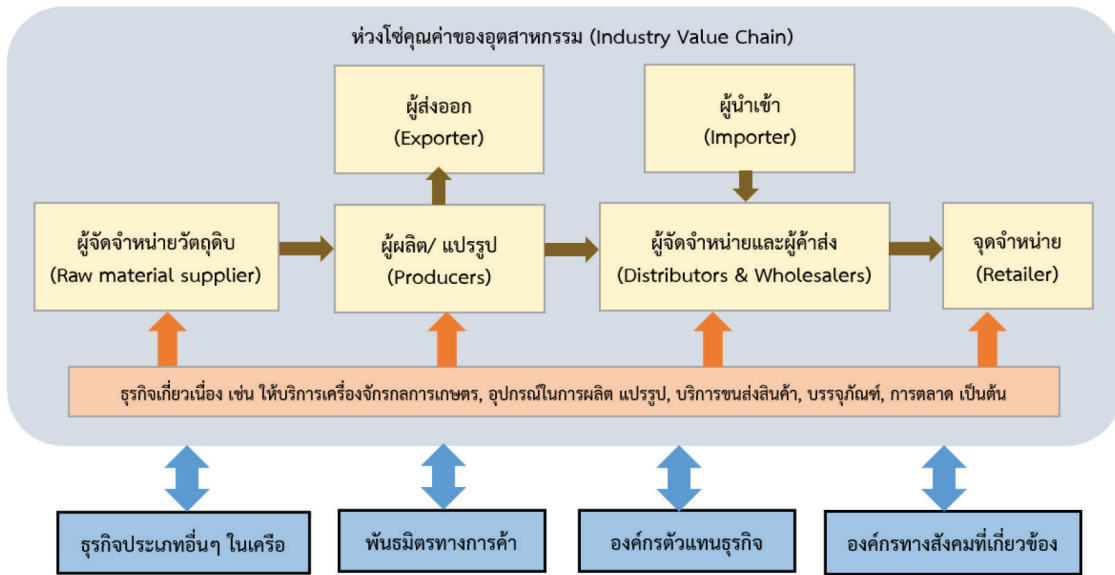 ห่วงโซ่คุณค่าของอุตสาหกรรม (Industry Value Chain)
ผู้ส่งออก
(Exporter)
ผู้นำเข้า
(Importer)
ผู้จัดจำหน่ายวัตถุดิบ
(Raw material supplier)
ผู้ผลิต/ แปรรูป
(Producers)
ผู้จัดจำหน่ายและผู้ค้าส่ง
(Distributors & Wholesalers)
จุดจำหน่าย
(Retailer)
ธุรกิจเกี่ยวเนื่อง เช่น ให้บริการเครื่องจักรกลการเกษตร, อุปกรณ์ในการผลิต แปรรูป, บริการขนส่งสินค้า, บรรจุภัณฑ์, การตลาด เป็นต้น
ธุรกิจประเภทอื่นๆ ในเครือ
พันธมิตรทางการค้า
องค์กรตัวแทนธุรกิจ
องค์กรทางสังคมที่เกี่ยวข้อง